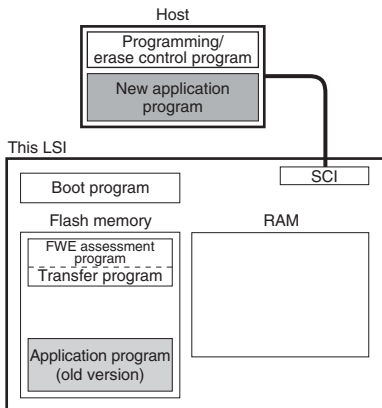 Host
Programming/
erase control program
New application
program
This LSI
SCI
Boot program
Flash memory
RAM
FWE assessment
program
Transfer program
Application program
(old version)